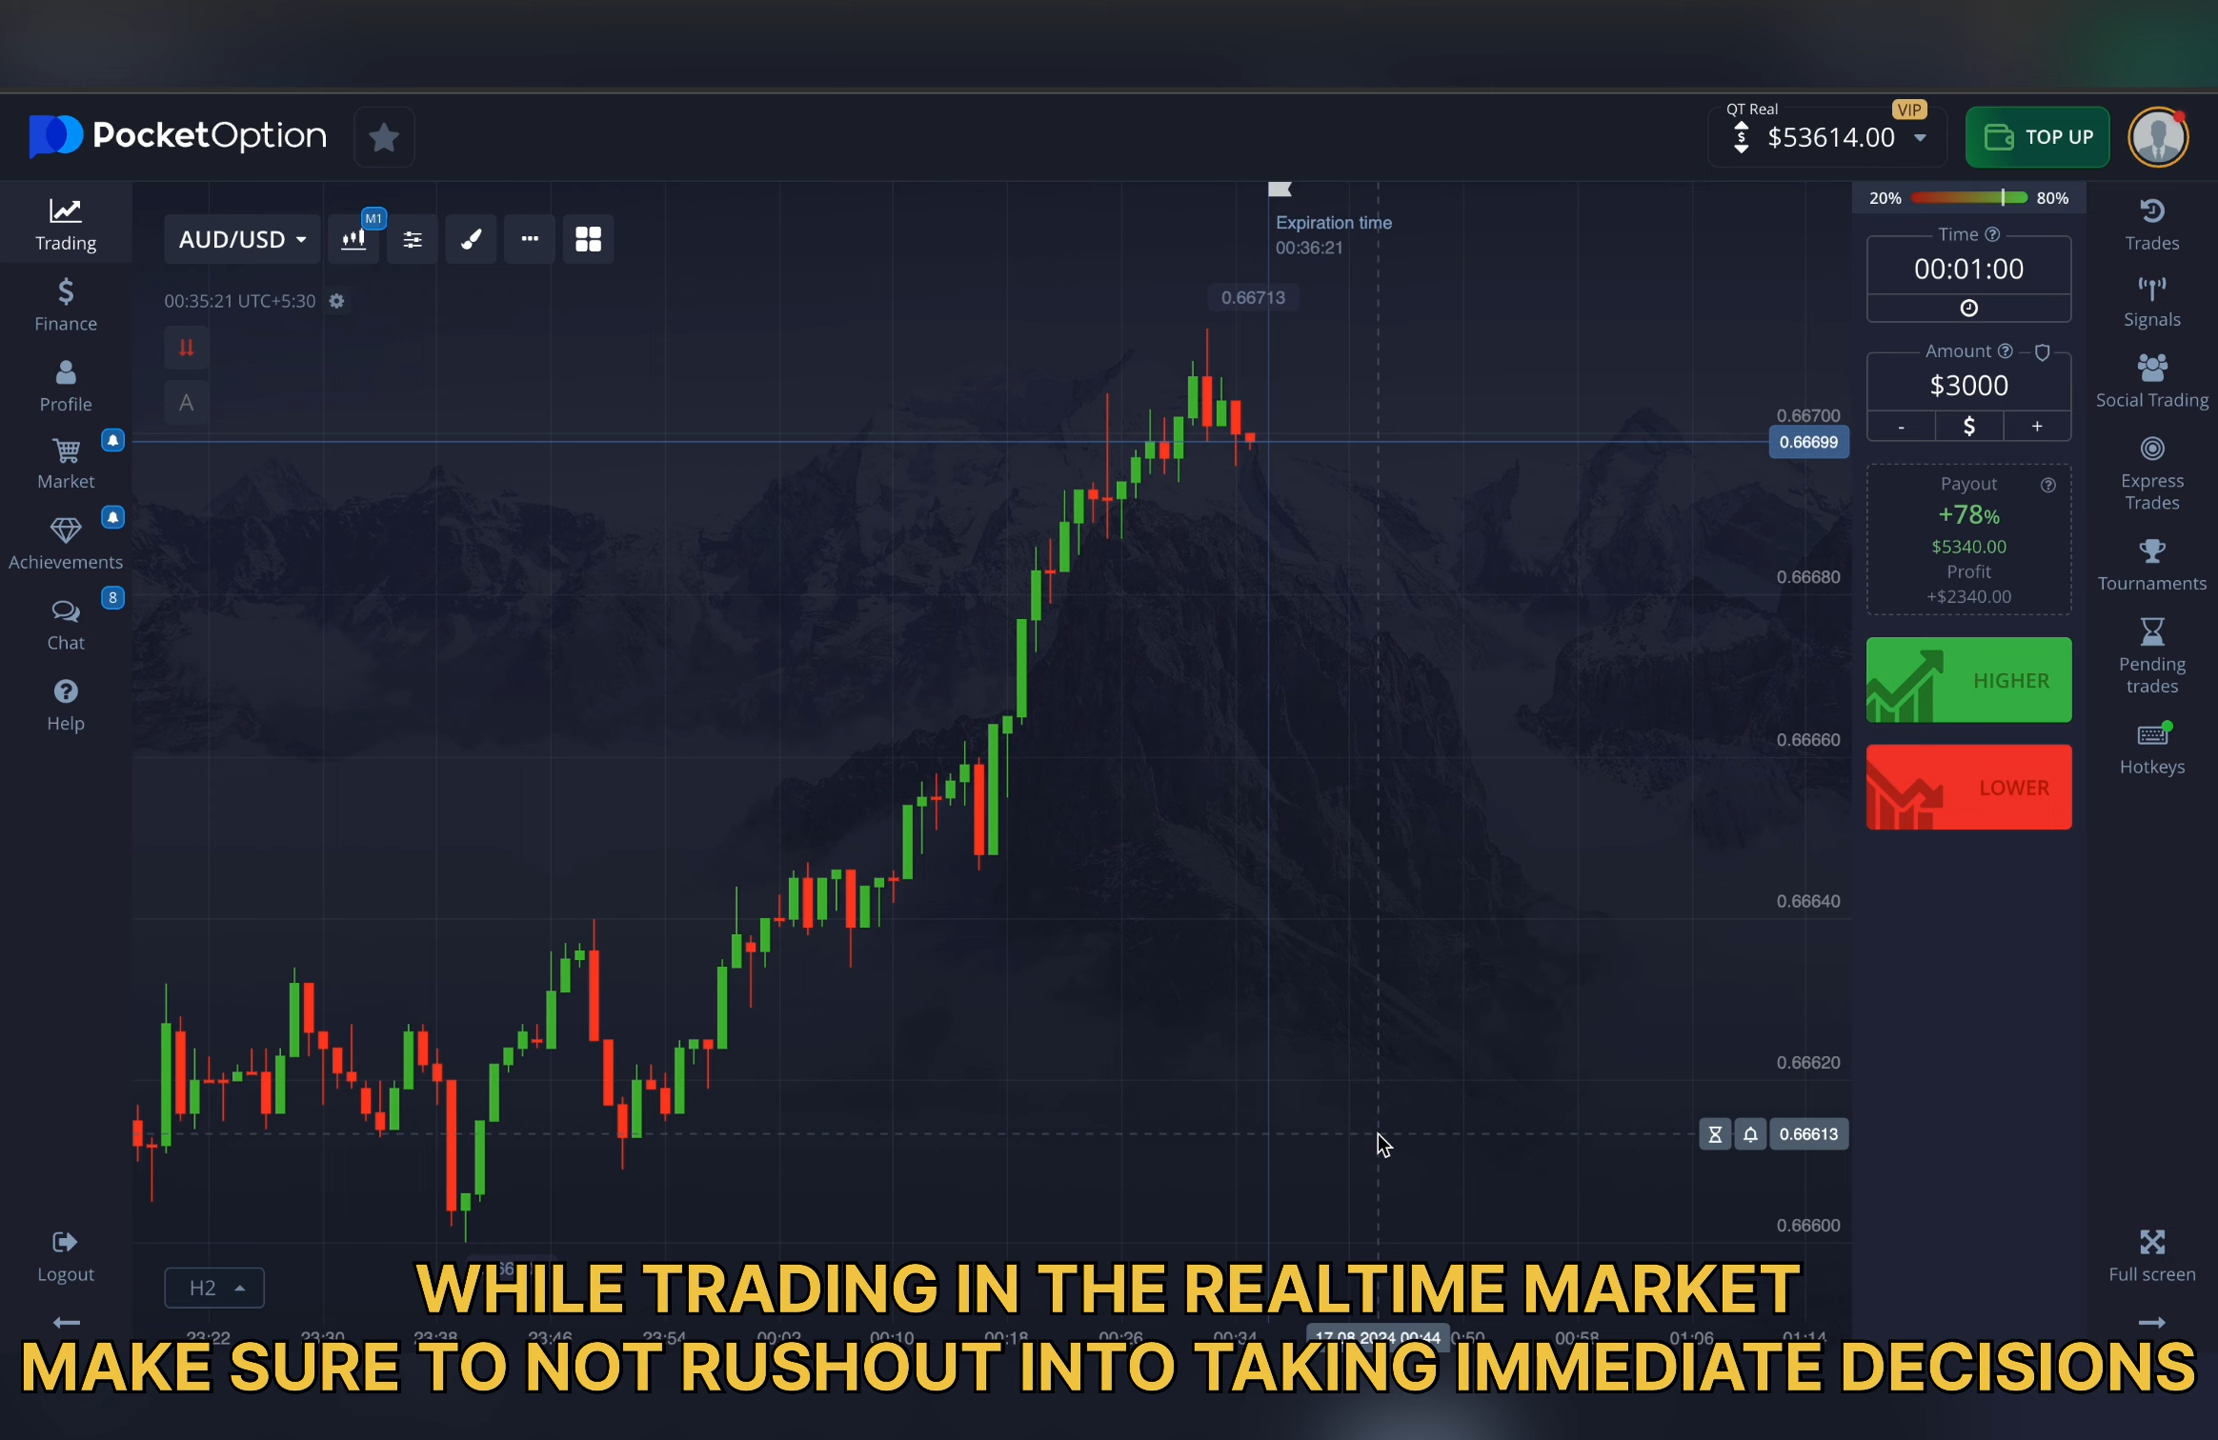 PocketOption
QT Real
VIP
$53614.00
TOP UP
Trading
Finance
Profile
Market
Achievements
8
Chat
Help
Logout
AUD/USD
M1
00:35:21 UTC+5:30
A
Expiration time
00:36:21
0.66713
0.66700
0.66699
0.66680
0.66660
0.66640
0.66620
0.66613
0.66600
20%
80%
Time
00:01:00
Amount
$3000
- $ +
Payout
+78%
$5340.00
Profit
+$2340.00
HIGHER
LOWER
Trades
Signals
Social Trading
Express
Trades
Tournaments
Pending
trades
Hotkeys
Full screen
H2
WHILE TRADING IN THE REALTIME MARKET
23:22 23:30 23:38 23:46 23:54 00:02 00:10 00:18 00:26 00:34 17.08.2024 00:44 0:50 00:58 01:06 01:14
MAKE SURE TO NOT RUSHOUT INTO TAKING IMMEDIATE DECISIONS